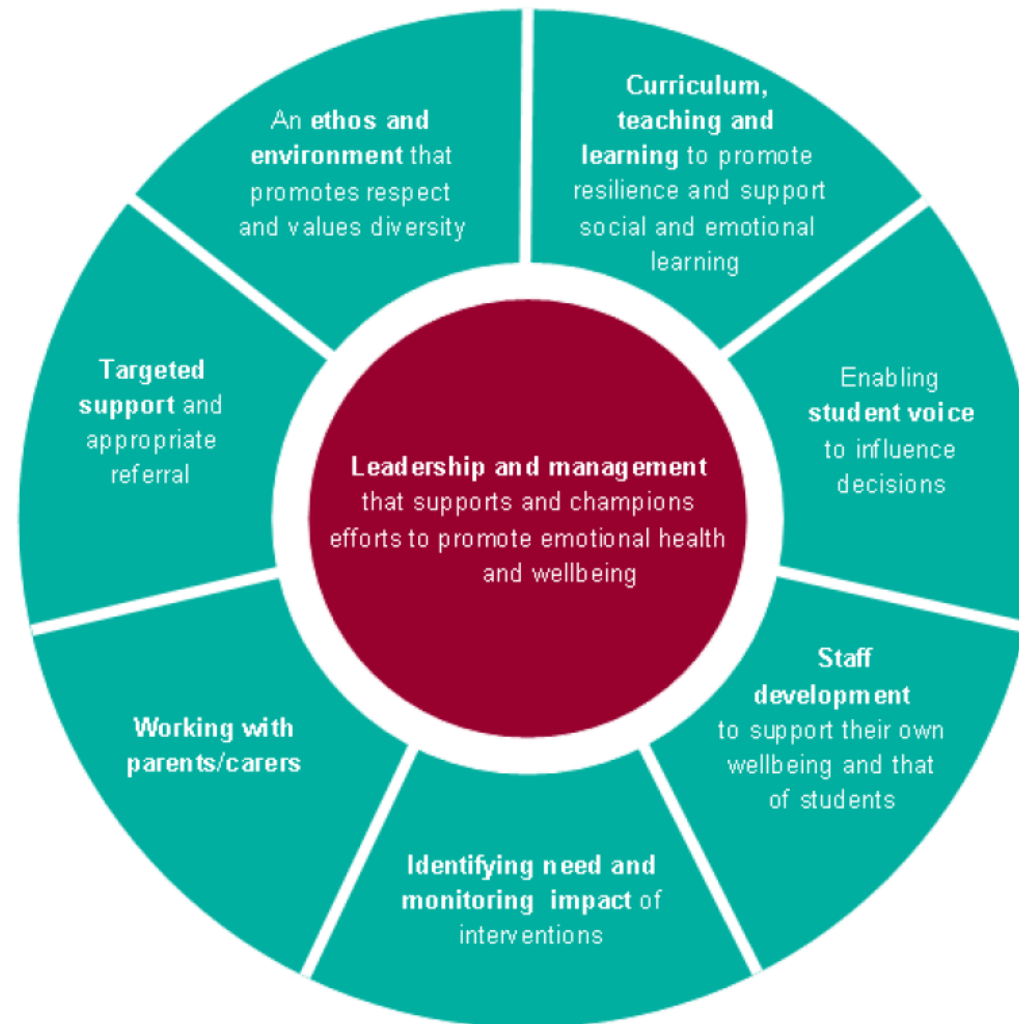 An ethos and
environment that
promotes respect
and values diversity
Curriculum,
teaching and
learning to promote
resilience and support
social and emotional
learning
Enabling
student voice
to influence
decisions
Staff
development
to support their own
wellbeing and that
of students
Identifying need and
monitoring impact of
interventions
Working with
parents/carers
Targeted
support and
appropriate
referral
Leadership and management
that supports and champions
efforts to promote emotional health
and wellbeing